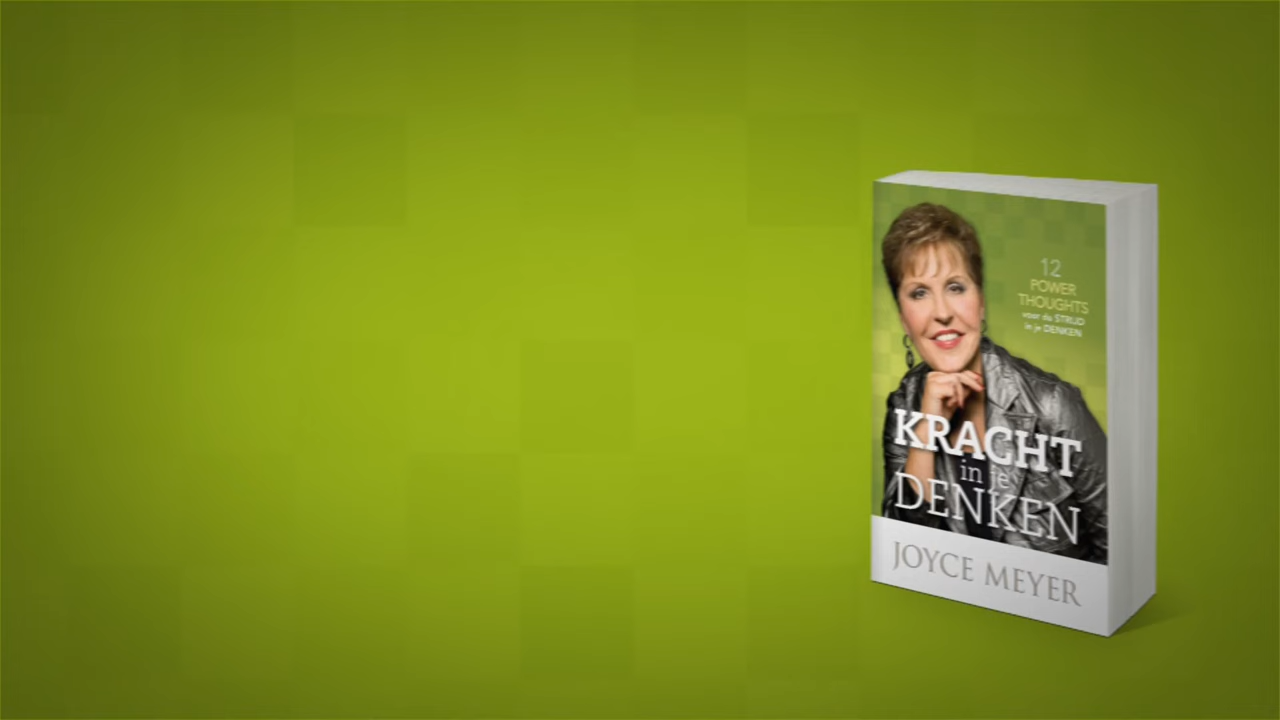 12
POWER
THOUGHTS
voor de STRIJD
in je DENKEN
KRACHT
in je
DENKEN
JOYCE MEYER